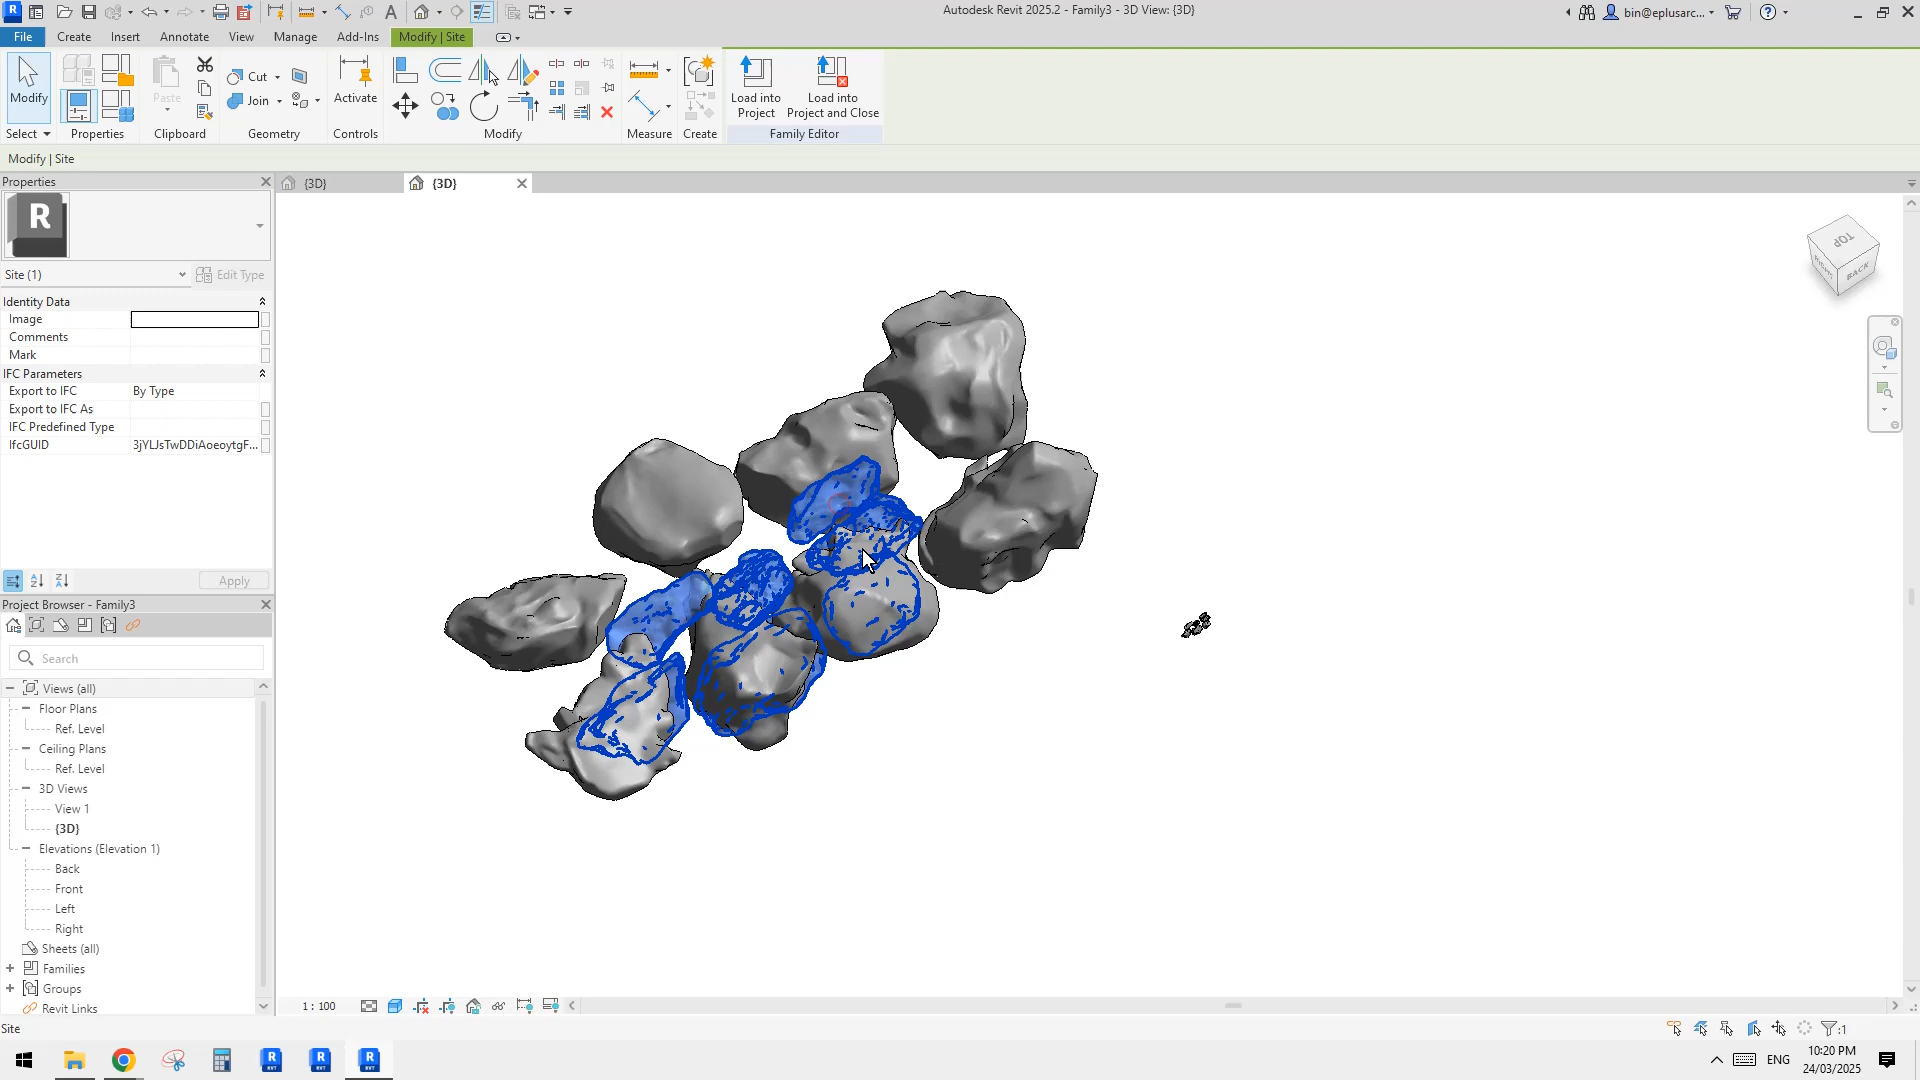 Autodesk Revit 2025.2 - Family3 - 3D View: {3D}
bin@eplusarc...
File
Create
Insert
Annotate
View
Manage
Add-Ins
Modify | Site
Modify
Paste
Cut
Join
Activate
Load into
Project
Load into
Project and Close
Select
Properties
Clipboard
Geometry
Controls
Modify
Measure
Create
Family Editor
Modify | Site
Properties
{3D}
{3D}
R
Site (1)
Edit Type
Identity Data
Image
Comments
Mark
IFC Parameters
Export to IFC
By Type
Export to IFC As
IFC Predefined Type
IfcGUID
3jYLJsTwDDiAoeoytgF...
Apply
Project Browser - Family3
Search
Views (all)
Floor Plans
Ref. Level
Ceiling Plans
Ref. Level
3D Views
View 1
{3D}
Elevations (Elevation 1)
Back
Front
Left
Right
Sheets (all)
Families
Groups
Revit Links
TOP
RIGHT
BACK
1 : 100
Site
:1
ENG
10:20 PM
24/03/2025